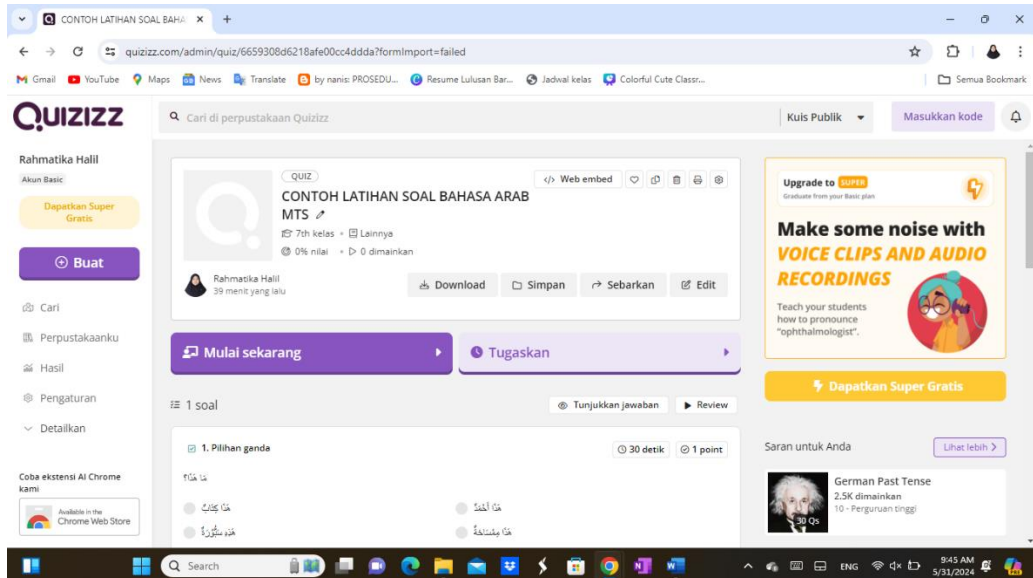 CONTOH LATIHAN SOAL BAHA
quizizz.com/admin/quiz/6659308d6218afe00cc4ddda?formImport=failed
Gmail YouTube Maps News Translate by nanis: PROSEDU... Resume Lulusan Bar... Jadwal kelas Colorful Cute Classr... Semua Bookmark
QUIZIZZ
Cari di perpustakaan Quizizz
Kuis Publik
Masukkan kode
Rahmatika Halil
Akun Basic
Dapatkan Super
Gratis
Buat
Cari
Perpustakaanku
Hasil
Pengaturan
Detailkan
Coba ekstensi AI Chrome
kami
Available in the
Chrome Web Store
QUIZ
</> Web embed
CONTOH LATIHAN SOAL BAHASA ARAB
MTS
7th kelas • Lainnya
0% nilai • 0 dimainkan
Rahmatika Halil
39 menit yang lalu
Download Simpan Sebarkan Edit
Mulai sekarang
Tugaskan
1 soal
Tunjukkan jawaban Review
1. Pilihan ganda
30 detik 1 point
مَا هَذَا؟
هَذَا كِتَابٌ
هَذَا أَحْمَدُ
هَذِهِ سَبُّوْرَةٌ
هَذَا مِمْسَاحَةٌ
Upgrade to SUPER
Graduate from your Basic plan
Make some noise with
VOICE CLIPS AND AUDIO
RECORDINGS
Teach your students
how to pronounce
"ophthalmologist".
Dapatkan Super Gratis
Saran untuk Anda
Lihat lebih
German Past Tense
2.5K dimainkan
10 - Perguruan tinggi
30 Qs
Search
ENG
9:45 AM
5/31/2024